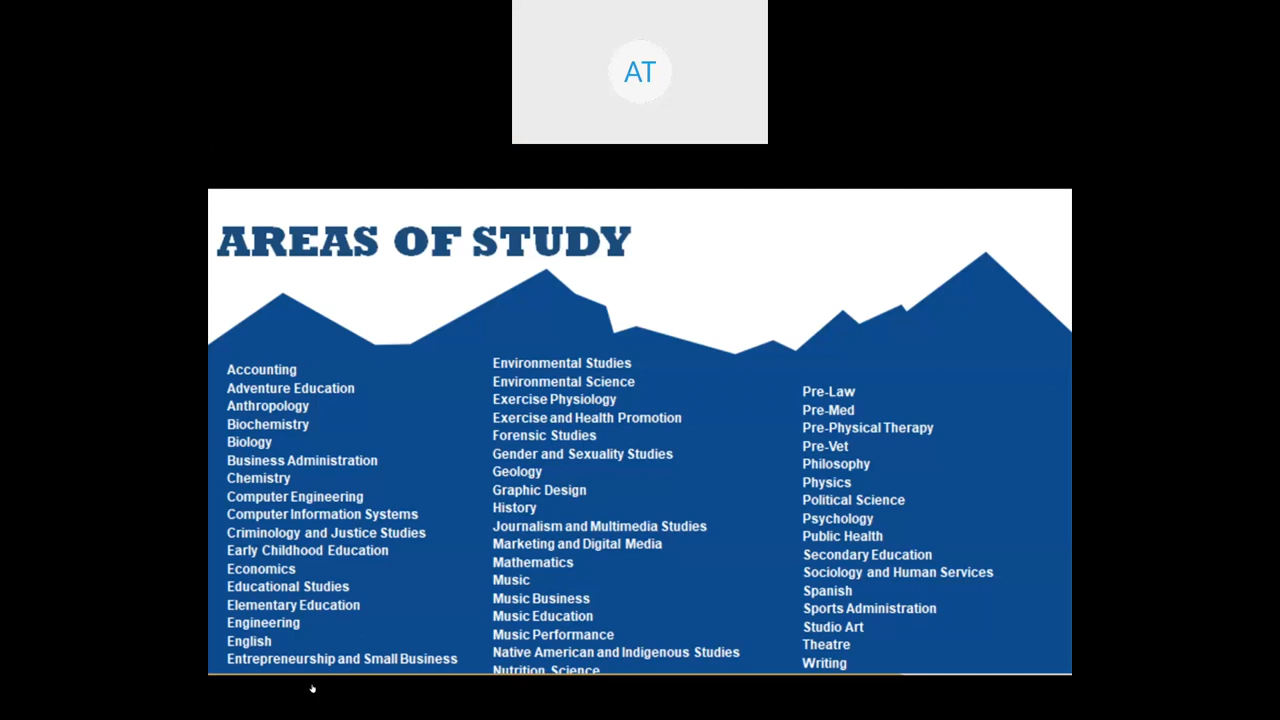 AT
AREAS OF STUDY
Accounting
Adventure Education
Anthropology
Biochemistry
Biology
Business Administration
Chemistry
Computer Engineering
Computer Information Systems
Criminology and Justice Studies
Early Childhood Education
Economics
Educational Studies
Elementary Education
Engineering
English
Entrepreneurship and Small Business
Environmental Studies
Environmental Science
Exercise Physiology
Exercise and Health Promotion
Forensic Studies
Gender and Sexuality Studies
Geology
Graphic Design
History
Journalism and Multimedia Studies
Marketing and Digital Media
Mathematics
Music
Music Business
Music Education
Music Performance
Native American and Indigenous Studies
Nutrition Science
Pre-Law
Pre-Med
Pre-Physical Therapy
Pre-Vet
Philosophy
Physics
Political Science
Psychology
Public Health
Secondary Education
Sociology and Human Services
Spanish
Sports Administration
Studio Art
Theatre
Writing